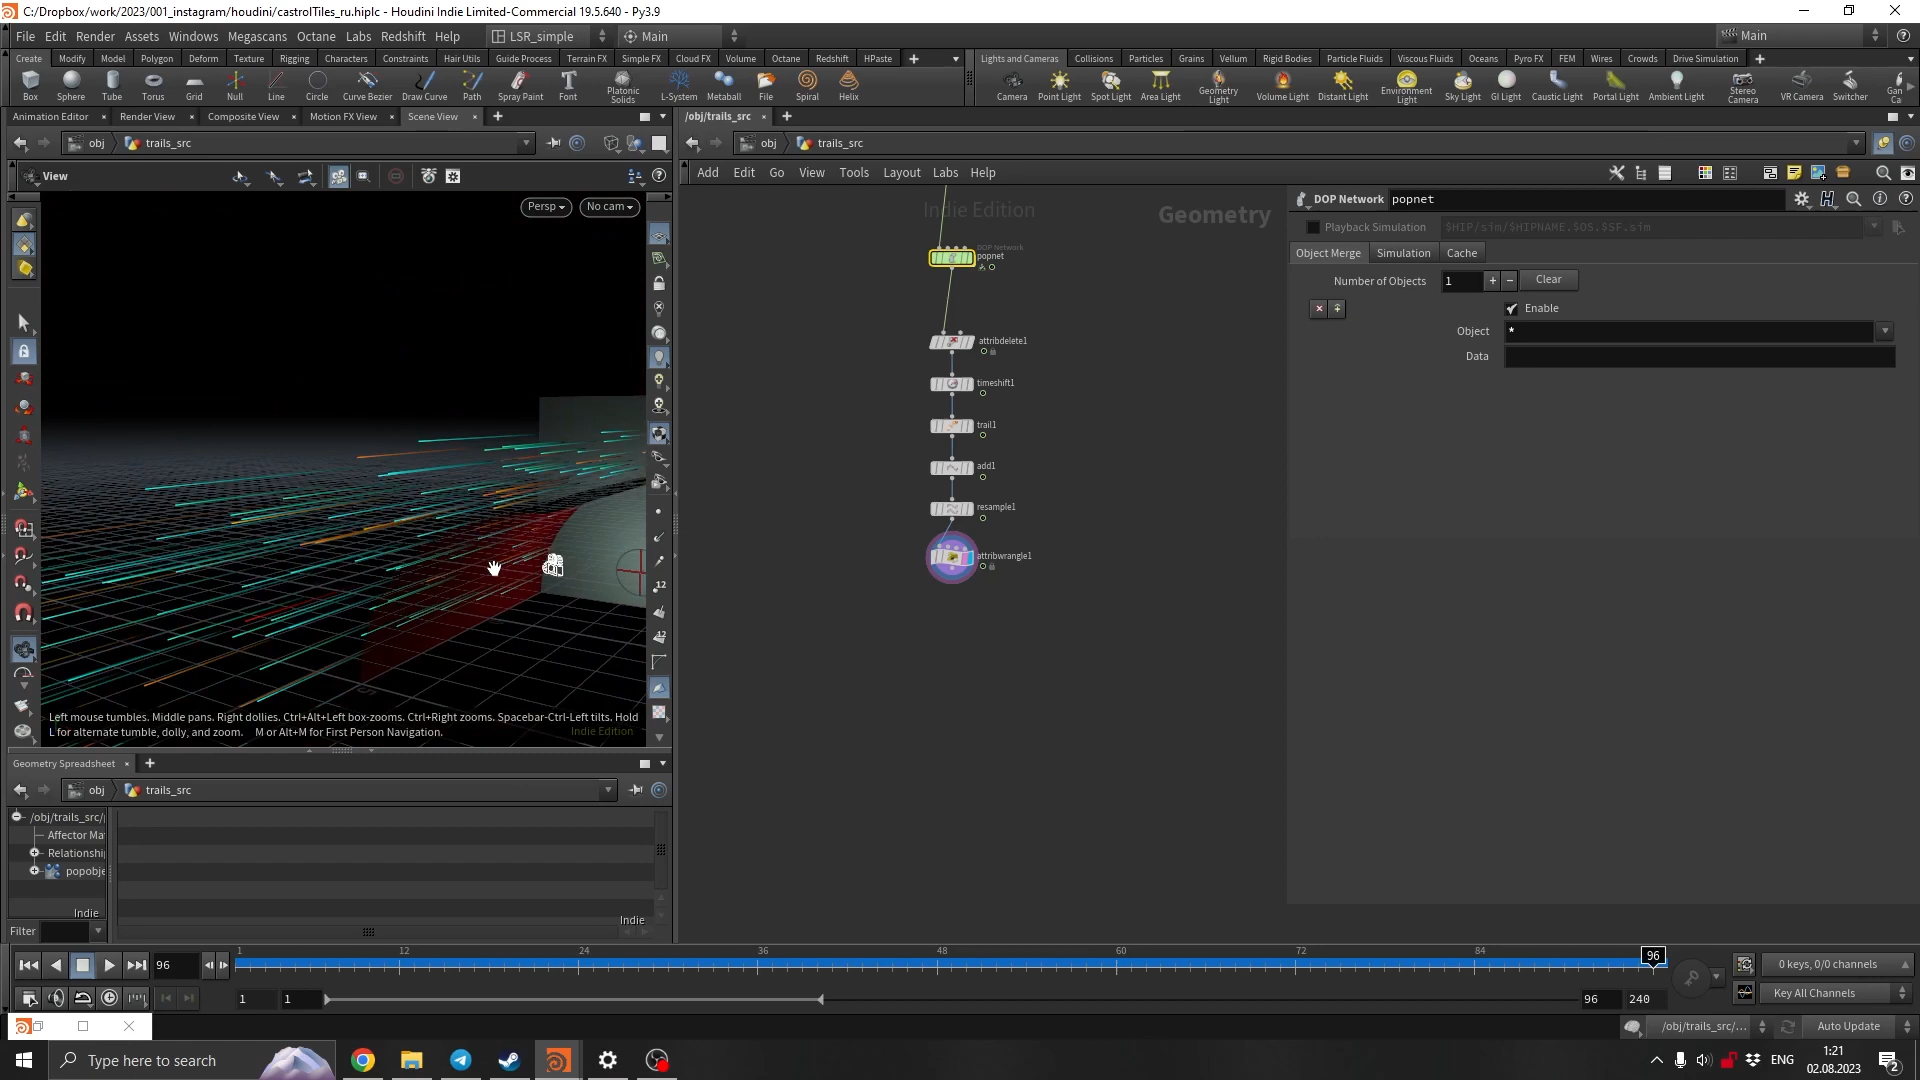 C:/Dropbox/work/2023/001_instagram/houdini/castrolTiles_ru.hiplc - Houdini Indie Limited-Commercial 19.5.640 - Py3.9
File Edit Render Assets Windows Megascans Octane Labs Redshift Help LSR_simple Main Main
Create Modify Model Polygon Deform Texture Rigging Characters Constraints Hair Utils Guide Process Terrain FX Simple FX Cloud FX Volume Octane Redshift HPaste
Lights and Cameras Collisions Particles Grains Vellum Rigid Bodies Particle Fluids Viscous Fluids Oceans Pyro FX FEM Wires Crowds Drive Simulation
Box Sphere Tube Torus Grid Null Line Circle Curve Bezier Draw Curve Path Spray Paint Font Platonic Solids L-System Metaball File Spiral Helix
Camera Point Light Spot Light Area Light Geometry Light Volume Light Distant Light Environment Light Sky Light GI Light Caustic Light Portal Light Ambient Light Stereo Camera VR Camera Switcher Gan Ca
Animation Editor Render View Composite View Motion FX View Scene View
/obj/trails_src
obj trails_src
obj trails_src
View
Add Edit Go View Tools Layout Labs Help
Persp No cam
Indie Edition
Geometry
DOP Network
popnet
attribdelete1
timeshift1
trail1
add1
resample1
attribwrangle1
DOP Network popnet
Playback Simulation $HIP/sim/$HIPNAME.$OS.$SF.sim
Object Merge Simulation Cache
Number of Objects 1 Clear
Enable
Object *
Data
12
12
Left mouse tumbles. Middle pans. Right dollies. Ctrl+Alt+Left box-zooms. Ctrl+Right zooms. Spacebar-Ctrl-Left tilts. Hold
L for alternate tumble, dolly, and zoom. M or Alt+M for First Person Navigation.
Indie Edition
Geometry Spreadsheet
obj trails_src
/obj/trails_src/
Affector Ma
Relationshi
popobje
Indie
Indie
Filter
1 12 24 36 48 60 72 84 96
96
0 keys, 0/0 channels
1 1 96 240
Key All Channels
/obj/trails_src/... Auto Update
Type here to search
ENG
1:21
02.08.2023
2